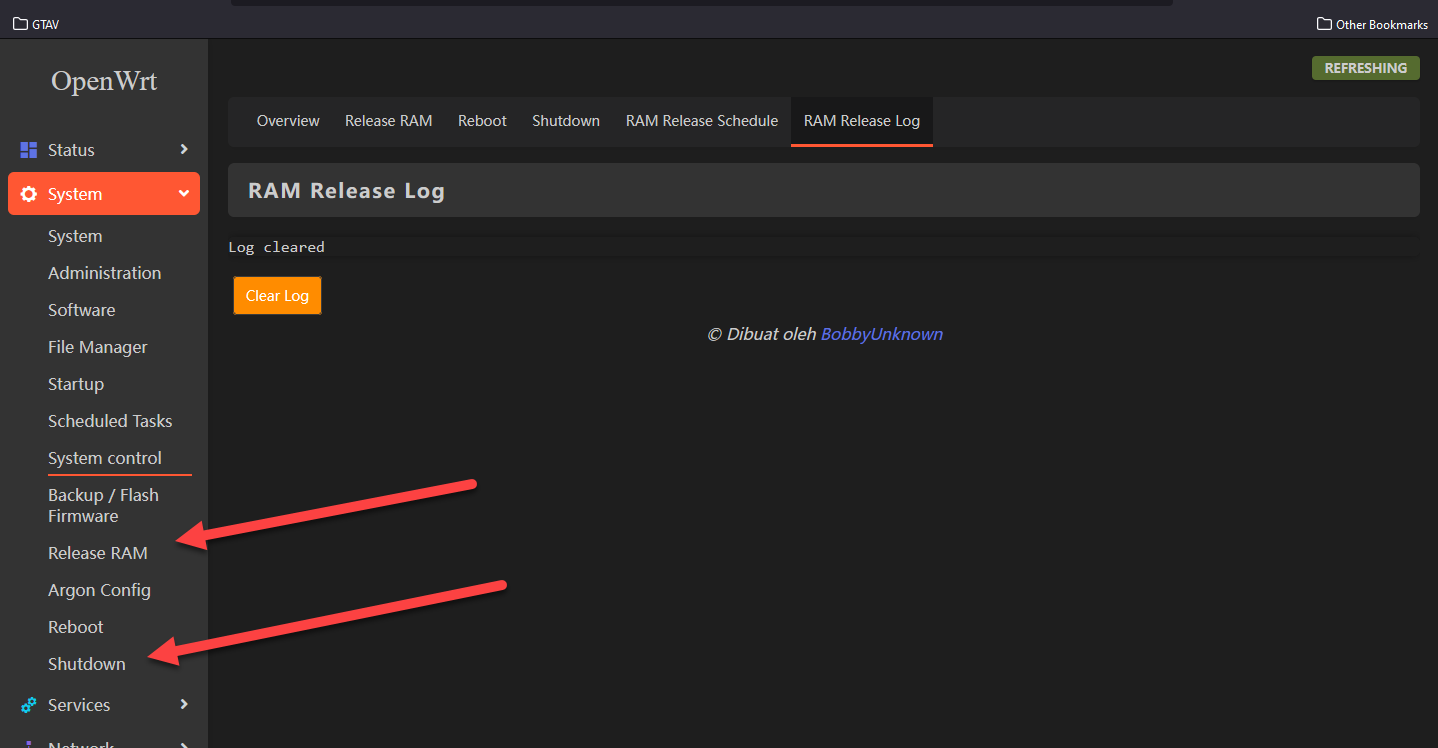 GTAV
Other Bookmarks
OpenWrt
REFRESHING
Overview Release RAM Reboot Shutdown RAM Release Schedule RAM Release Log
Status
System
System
Administration
Software
File Manager
Startup
Scheduled Tasks
System control
Backup / Flash
Firmware
Release RAM
Argon Config
Reboot
Shutdown
Services
Network
RAM Release Log
Log cleared
Clear Log
© Dibuat oleh BobbyUnknown